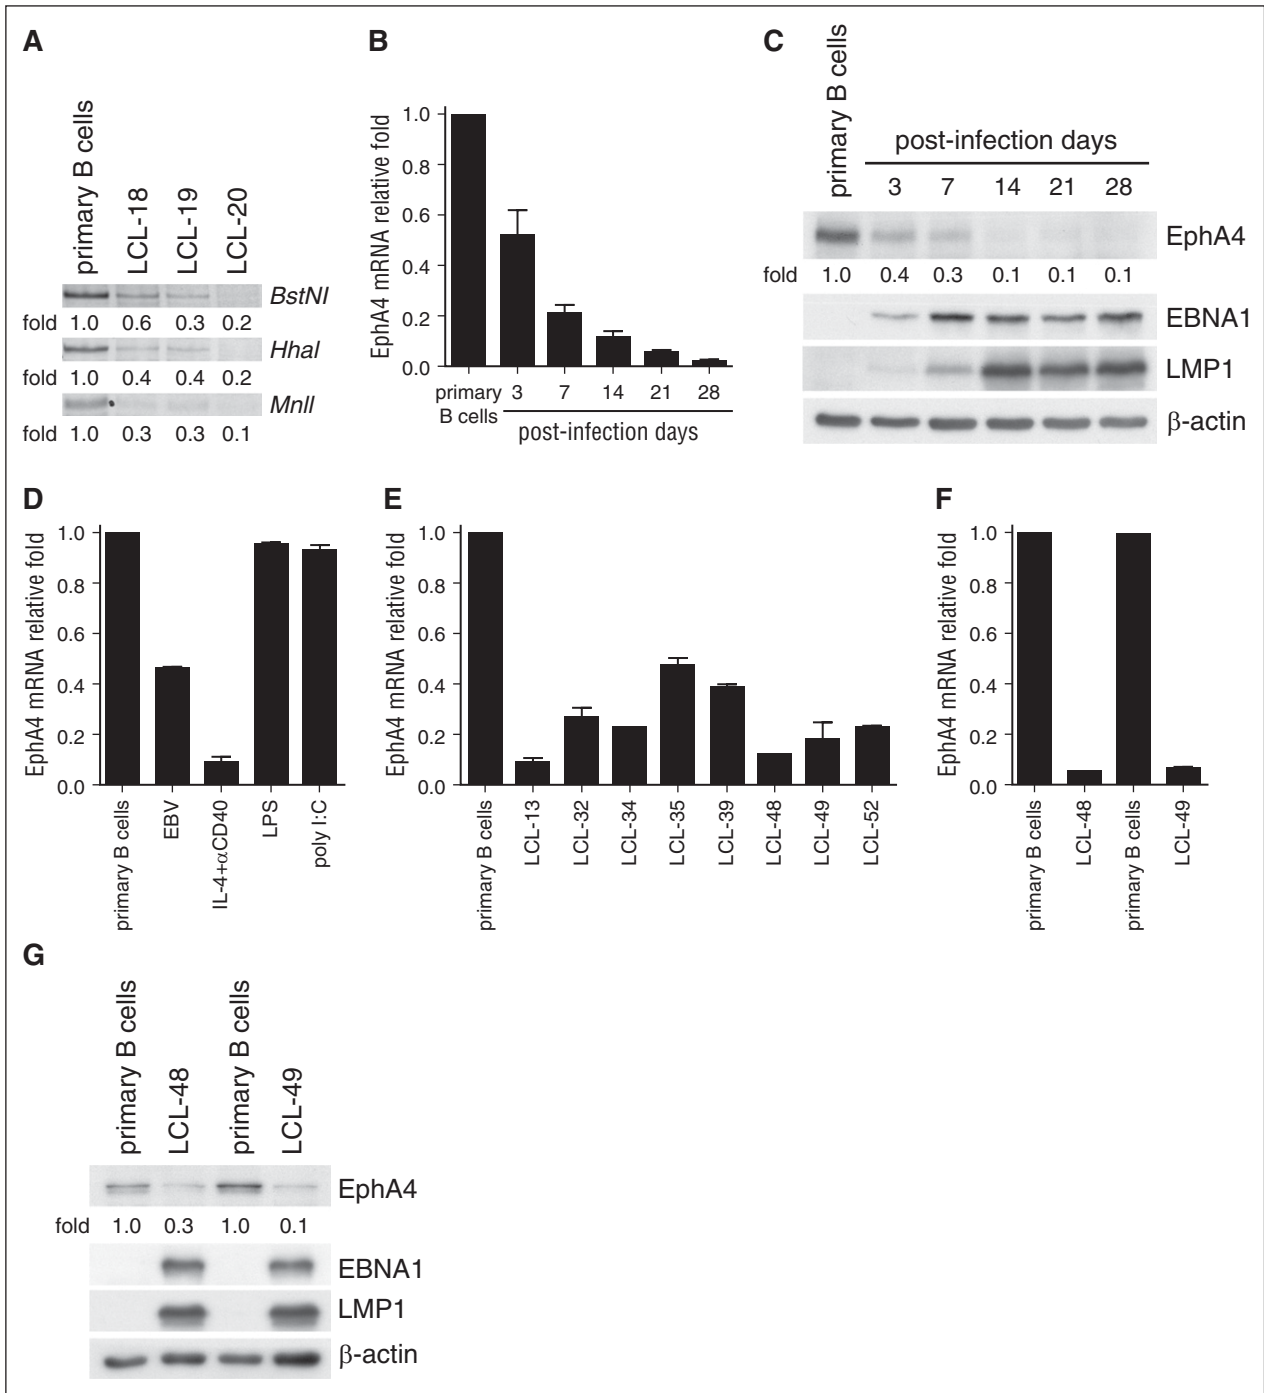 A
primary B cells
LCL-18
LCL-19
LCL-20
BstNI
fold 1.0 0.6 0.3 0.2
HhaI
fold 1.0 0.4 0.4 0.2
MnlI
fold 1.0 0.3 0.3 0.1
B
EphA4 mRNA relative fold
1.0
0.8
0.6
0.4
0.2
0.0
primary B cells
3 7 14 21 28
post-infection days
C
primary B cells
post-infection days
3 7 14 21 28
EphA4
fold 1.0 0.4 0.3 0.1 0.1 0.1
EBNA1
LMP1
β-actin
D
EphA4 mRNA relative fold
1.0
0.8
0.6
0.4
0.2
0.0
primary B cells
EBV
IL-4+αCD40
LPS
poly I:C
E
EphA4 mRNA relative fold
1.0
0.8
0.6
0.4
0.2
0.0
primary B cells
LCL-13
LCL-32
LCL-34
LCL-35
LCL-39
LCL-48
LCL-49
LCL-52
F
EphA4 mRNA relative fold
1.0
0.8
0.6
0.4
0.2
0.0
primary B cells
LCL-48
primary B cells
LCL-49
G
primary B cells
LCL-48
primary B cells
LCL-49
EphA4
fold 1.0 0.3 1.0 0.1
EBNA1
LMP1
β-actin